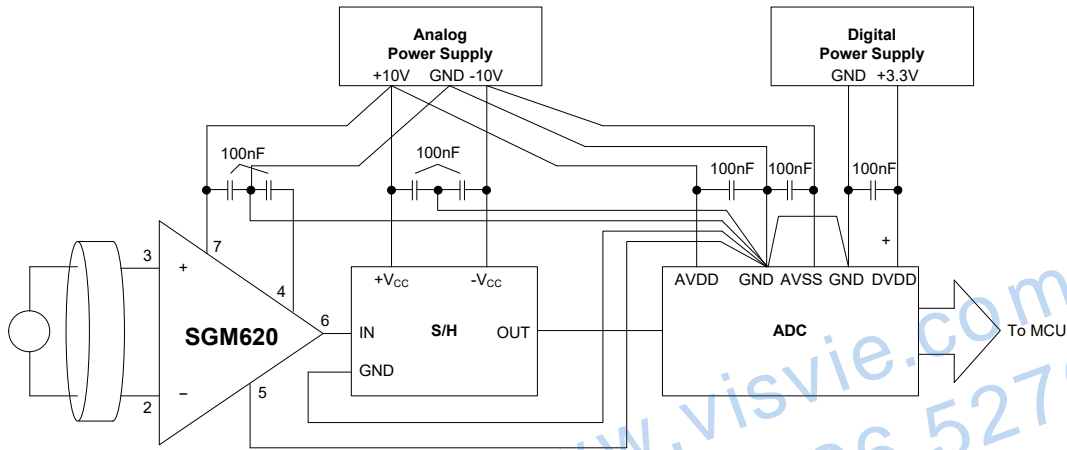 Analog
Power Supply
+10V GND -10V
Digital
Power Supply
GND +3.3V
100nF
100nF
100nF
100nF
100nF
7
3
+
4
+VCC
-VCC
AVDD
GND
AVSS
GND
DVDD
+
SGM620
6
IN
S/H
OUT
ADC
To MCU
GND
2
−
5
www.visvie.com